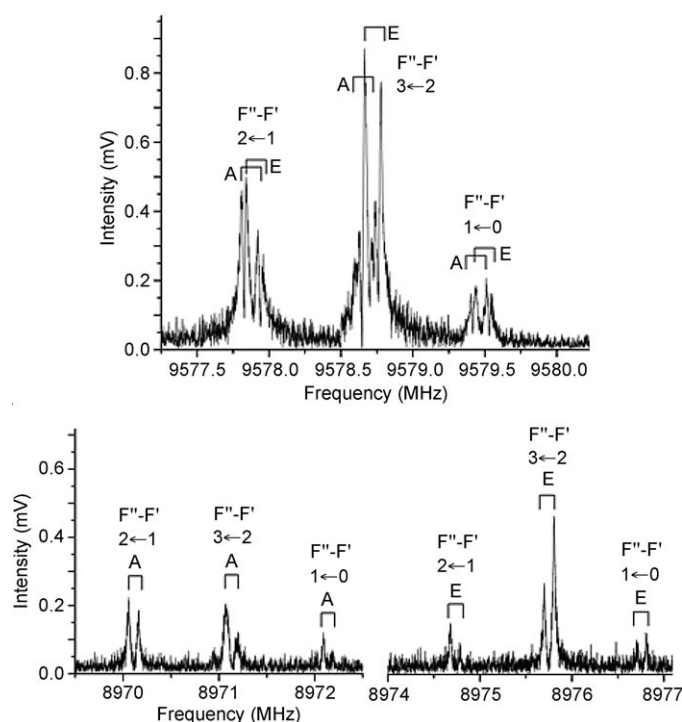 E
F"-F'
A
3←2
F"-F'
2←1
E
A
F"-F'
1←0
E
A
0.8
0.6
0.4
0.2
0.0
Intensity (mV)
9577.5 9578.0 9578.5 9579.0 9579.5 9580.0
Frequency (MHz)
F"-F'
3←2
E
F"-F'
2←1
A
F"-F'
3←2
A
F"-F'
1←0
A
F"-F'
2←1
E
F"-F'
1←0
E
0.6
0.4
0.2
0.0
Intensity (mV)
8970 8971 8972 8974 8975 8976 8977
Frequency (MHz) Frequency (MHz)